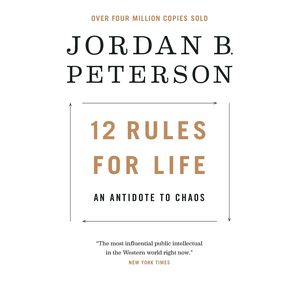 OVER FOUR MILLION COPIES SOLD
JORDAN B.
PETERSON
12 RULES
FOR LIFE
AN ANTIDOTE TO CHAOS
"The most influential public intellectual
in the Western world right now."
NEW YORK TIMES